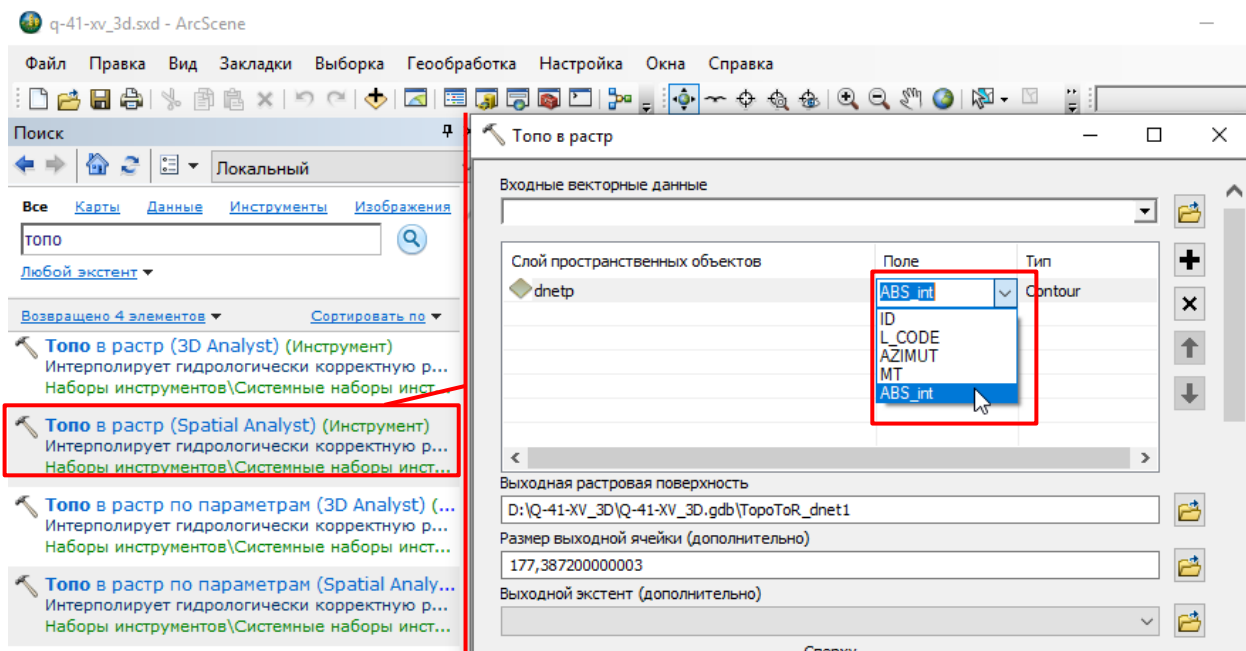 q-41-xv_3d.sxd - ArcScene
Файл Правка Вид Закладки Выборка Геообработка Настройка Окна Справка
Поиск
Локальный
Все Карты Данные Инструменты Изображения
топо
Любой экстент
Возвращено 4 элементов Сортировать по
Топо в растр (3D Analyst) (Инструмент)
Интерполирует гидрологически корректную р...
Наборы инструментов\Системные наборы инст...
Топо в растр (Spatial Analyst) (Инструмент)
Интерполирует гидрологически корректную р...
Наборы инструментов\Системные наборы инст...
Топо в растр по параметрам (3D Analyst) (...
Интерполирует гидрологически корректную р...
Наборы инструментов\Системные наборы инст...
Топо в растр по параметрам (Spatial Analy...
Интерполирует гидрологически корректную р...
Наборы инструментов\Системные наборы инст...
Топо в растр
Входные векторные данные
Слой пространственных объектов Поле Тип
dnetp ABS_int Contour
ID
L_CODE
AZIMUT
MT
ABS_int
Выходная растровая поверхность
D:\Q-41-XV_3D\Q-41-XV_3D.gdb\TopoToR_dnet1
Размер выходной ячейки (дополнительно)
177,387200000003
Выходной экстент (дополнительно)
Сверху